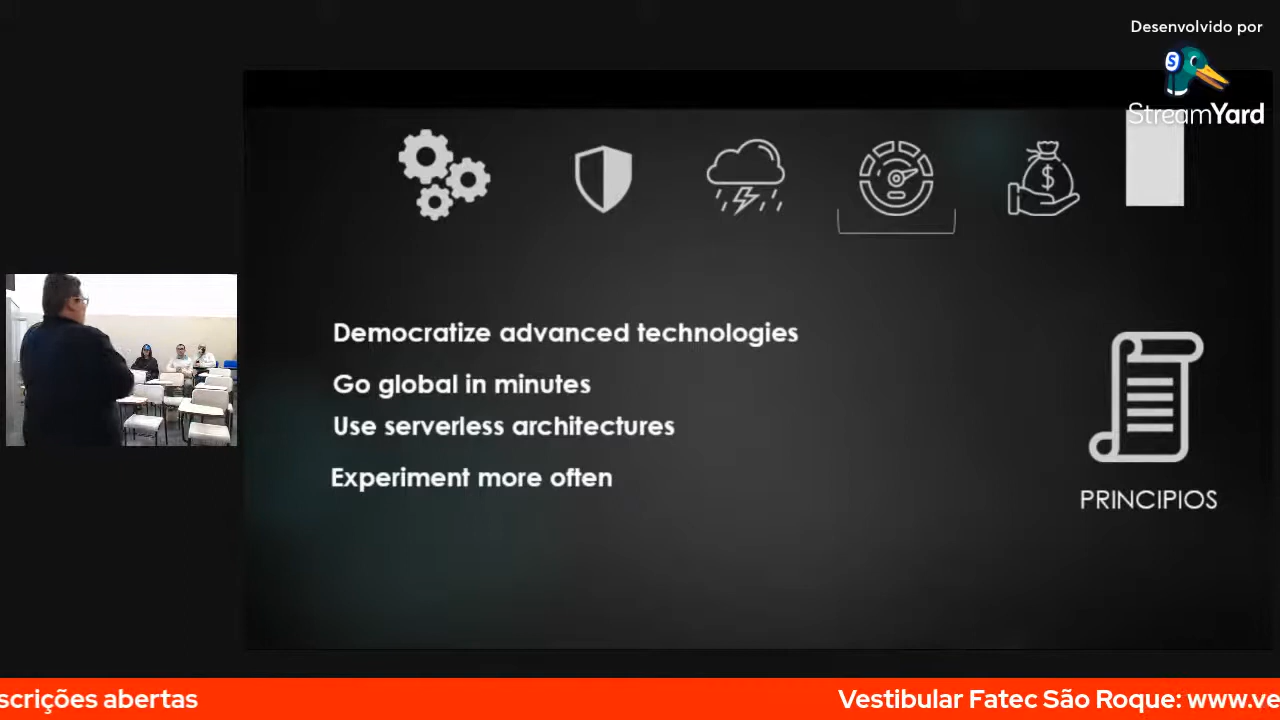 Desenvolvido por
StreamYard
Democratize advanced technologies
Go global in minutes
Use serverless architectures
Experiment more often
PRINCIPIOS
scrições abertas
Vestibular Fatec São Roque: www.ve